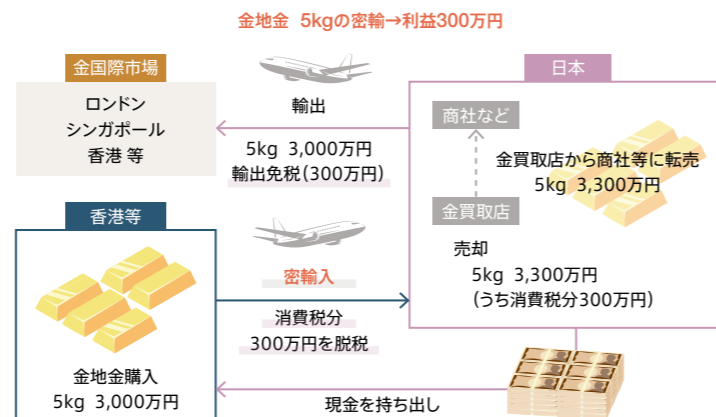 金地金 5kgの密輸→利益300万円
金国際市場
ロンドン
シンガポール
香港 等
輸出
5kg 3,000万円
輸出免税(300万円)
日本
商社など
金買取店から商社等に転売
5kg 3,300万円
金買取店
売却
5kg 3,300万円
(うち消費税分300万円)
香港等
密輸入
消費税分
300万円を脱税
金地金購入
5kg 3,000万円
現金を持ち出し